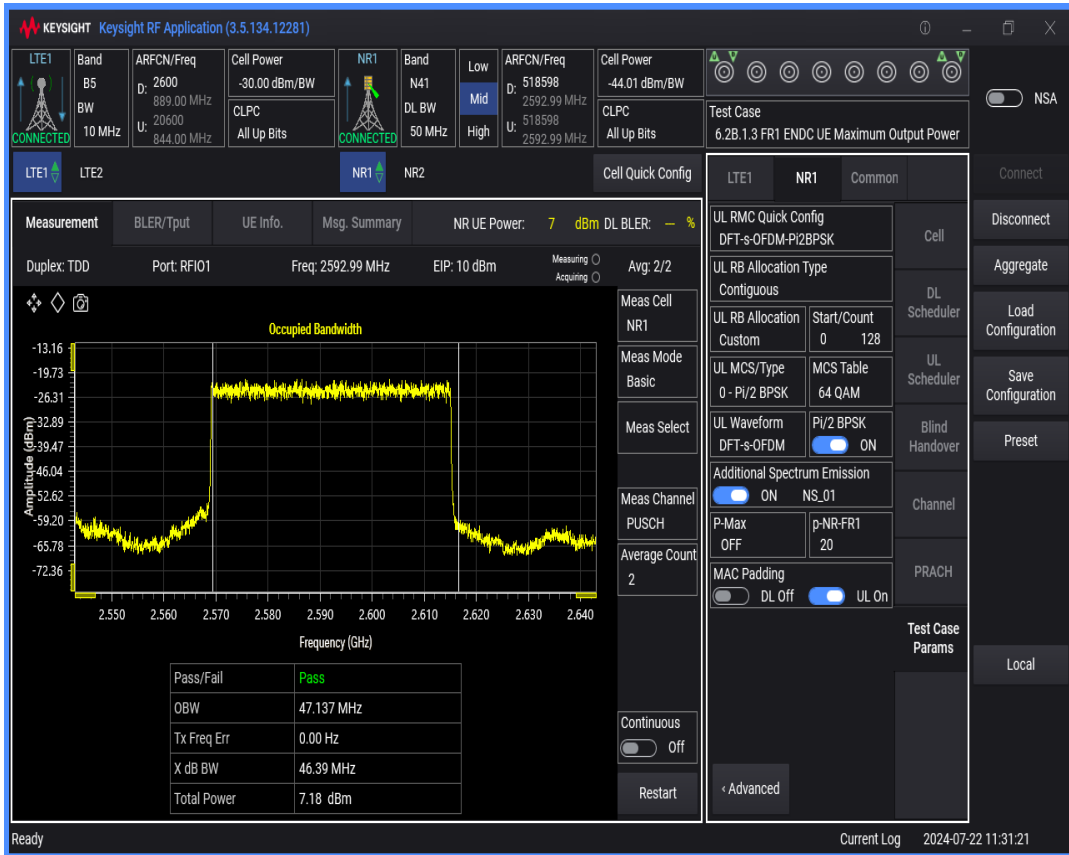 KEYSIGHT Keysight RF Application (3.5.134.12281)
LTE1
CONNECTED
Band
B5
BW
10 MHz
ARFCN/Freq
D: 2600
889.00 MHz
U: 20600
844.00 MHz
Cell Power
-30.00 dBm/BW
CLPC
All Up Bits
NR1
CONNECTED
Band
N41
DL BW
50 MHz
Low
Mid
High
ARFCN/Freq
D: 518598
2592.99 MHz
U: 518598
2592.99 MHz
Cell Power
-44.01 dBm/BW
CLPC
All Up Bits
Test Case
6.2B.1.3 FR1 ENDC UE Maximum Output Power
NSA
LTE1 LTE2 NR1 NR2 Cell Quick Config
Measurement BLER/Tput UE Info. Msg. Summary NR UE Power: 7 dBm DL BLER: --- %
Duplex: TDD Port: RFIO1 Freq: 2592.99 MHz EIP: 10 dBm Measuring Avg: 2/2
Acquiring
Occupied Bandwidth
Amplitude (dBm)
-13.16
-19.73
-26.31
-32.89
-39.47
-46.04
-52.62
-59.20
-65.78
-72.36
2.550 2.560 2.570 2.580 2.590 2.600 2.610 2.620 2.630 2.640
Frequency (GHz)
Pass/Fail Pass
OBW 47.137 MHz
Tx Freq Err 0.00 Hz
X dB BW 46.39 MHz
Total Power 7.18 dBm
Meas Cell
NR1
Meas Mode
Basic
Meas Select
Meas Channel
PUSCH
Average Count
2
Continuous
Off
Restart
LTE1 NR1 Common
UL RMC Quick Config
DFT-s-OFDM-Pi2BPSK
UL RB Allocation Type
Contiguous
UL RB Allocation
Custom
Start/Count
0 128
UL MCS/Type
0 - Pi/2 BPSK
MCS Table
64 QAM
UL Waveform
DFT-s-OFDM
Pi/2 BPSK
ON
Additional Spectrum Emission
ON NS_01
P-Max
OFF
p-NR-FR1
20
MAC Padding
DL Off UL On
‹ Advanced
Cell
DL
Scheduler
UL
Scheduler
Blind
Handover
Channel
PRACH
Test Case
Params
Connect
Disconnect
Aggregate
Load
Configuration
Save
Configuration
Preset
Local
Ready Current Log 2024-07-22 11:31:21